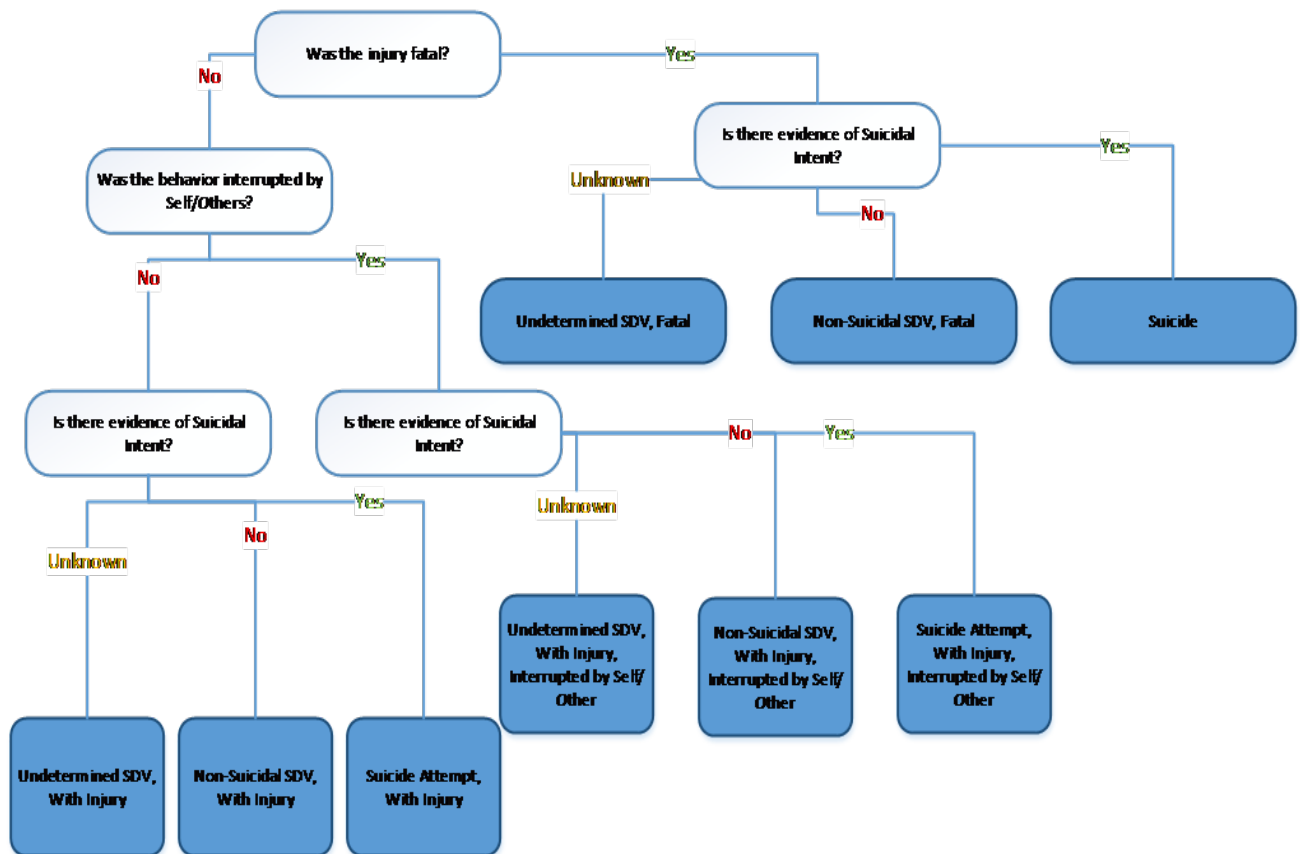 Was the injury fatal?
Yes
No
Is there evidence of Suicidal
Intent?
Yes
Was the behavior interrupted by
Self/Others?
Unknown
No
No
Yes
Undetermined SDV, Fatal
Non-Suicidal SDV, Fatal
Suicide
Is there evidence of Suicidal
Intent?
Is there evidence of Suicidal
Intent?
No
Yes
Unknown
Yes
No
Unknown
Undetermined SDV,
With Injury,
Interrupted by Self/
Other
Non-Suicidal SDV,
With Injury,
Interrupted by Self/
Other
Suicide Attempt,
With Injury,
Interrupted by Self/
Other
Undetermined SDV,
With Injury
Non-Suicidal SDV,
With Injury
Suicide Attempt,
With Injury